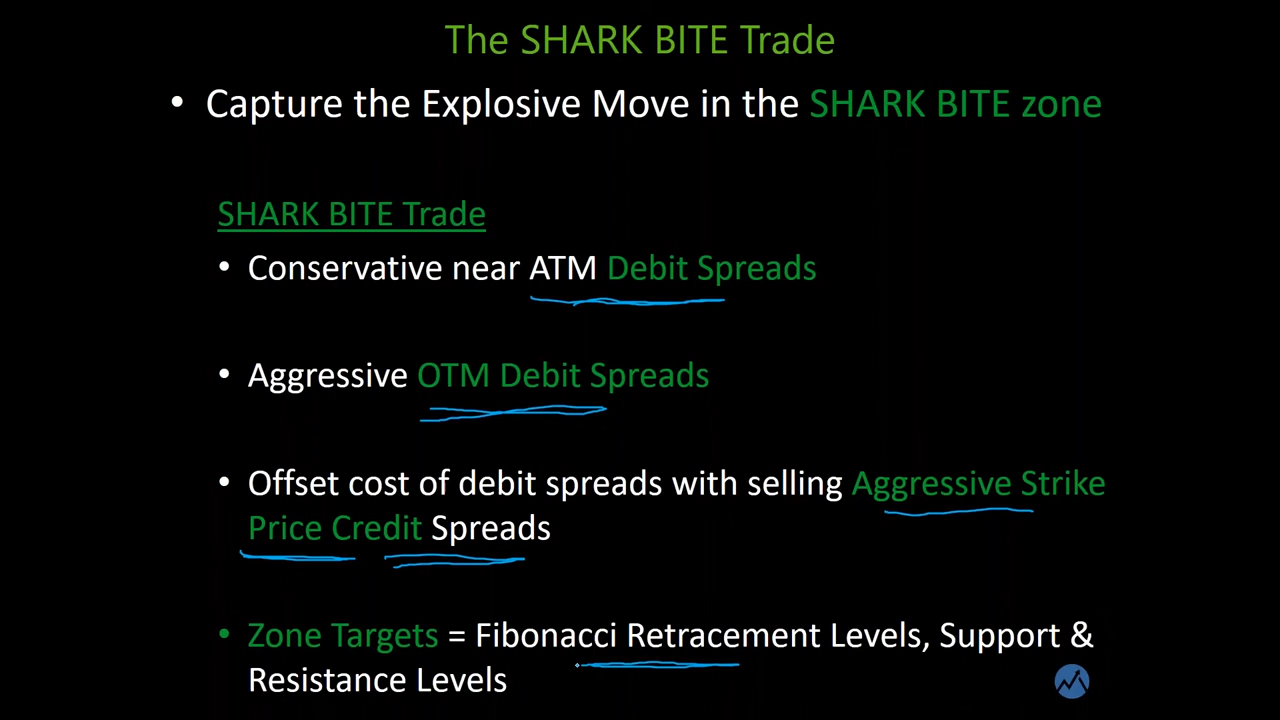 The SHARK BITE Trade
• Capture the Explosive Move in the SHARK BITE zone
SHARK BITE Trade
• Conservative near ATM Debit Spreads
• Aggressive OTM Debit Spreads
• Offset cost of debit spreads with selling Aggressive Strike
Price Credit Spreads
• Zone Targets = Fibonacci Retracement Levels, Support &
Resistance Levels